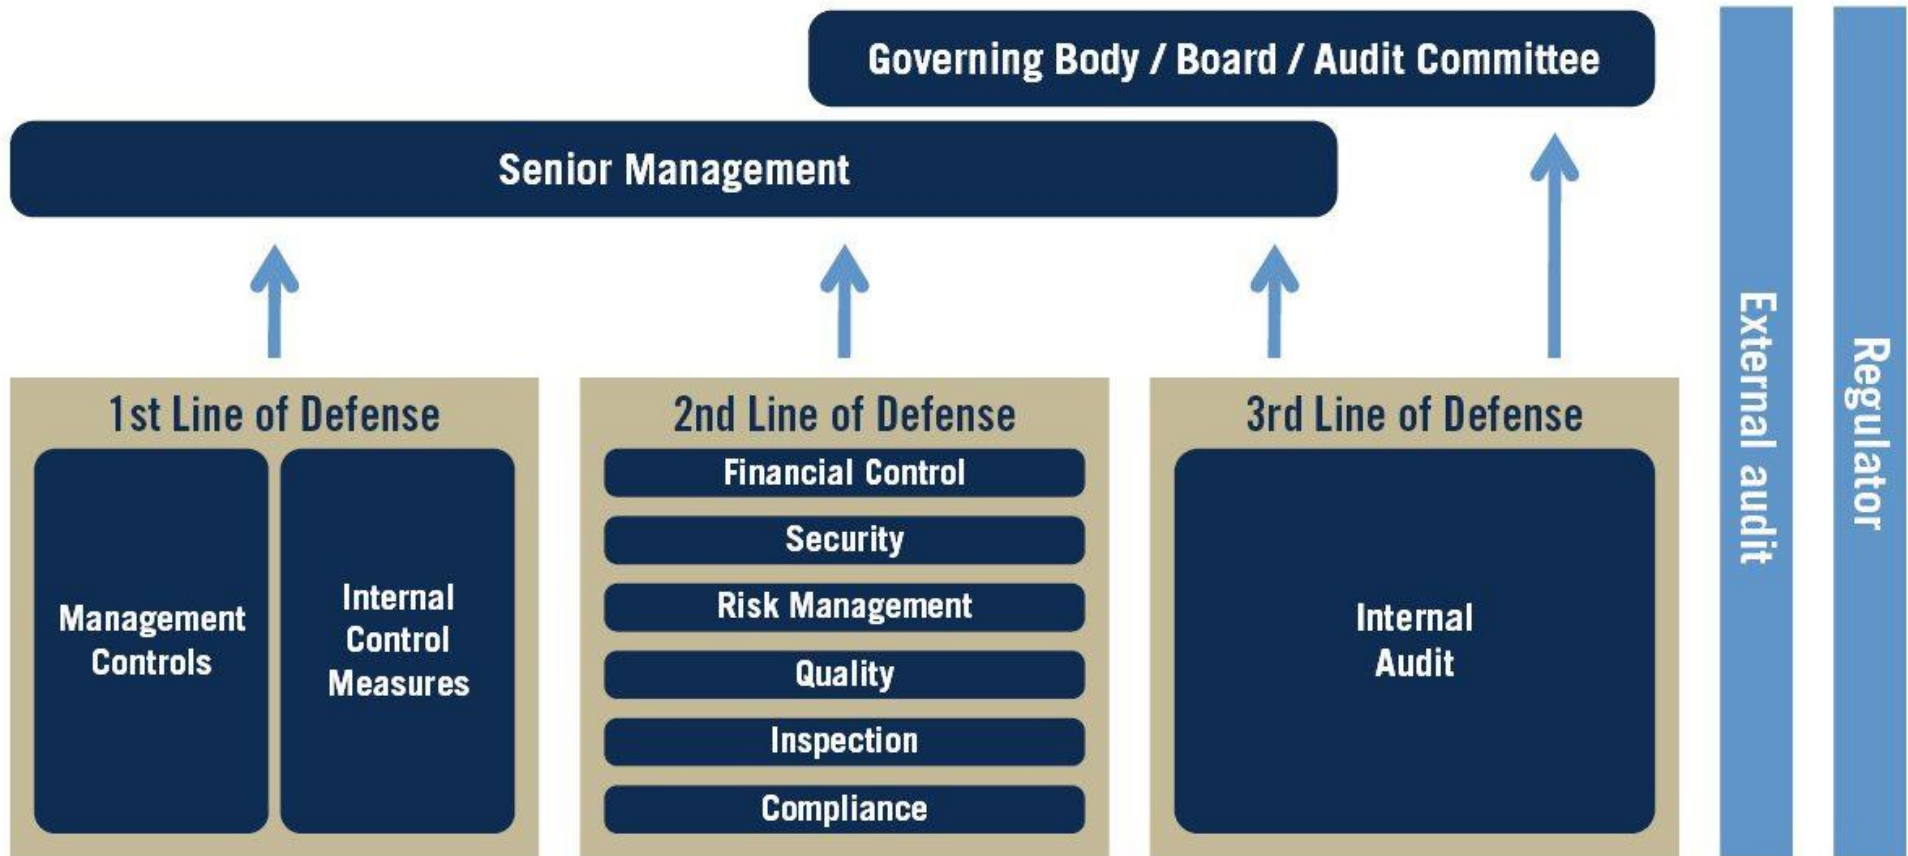 Governing Body / Board / Audit Committee
Senior Management
1st Line of Defense
Management
Controls
Internal
Control
Measures
2nd Line of Defense
Financial Control
Security
Risk Management
Quality
Inspection
Compliance
3rd Line of Defense
Internal
Audit
External audit
Regulator